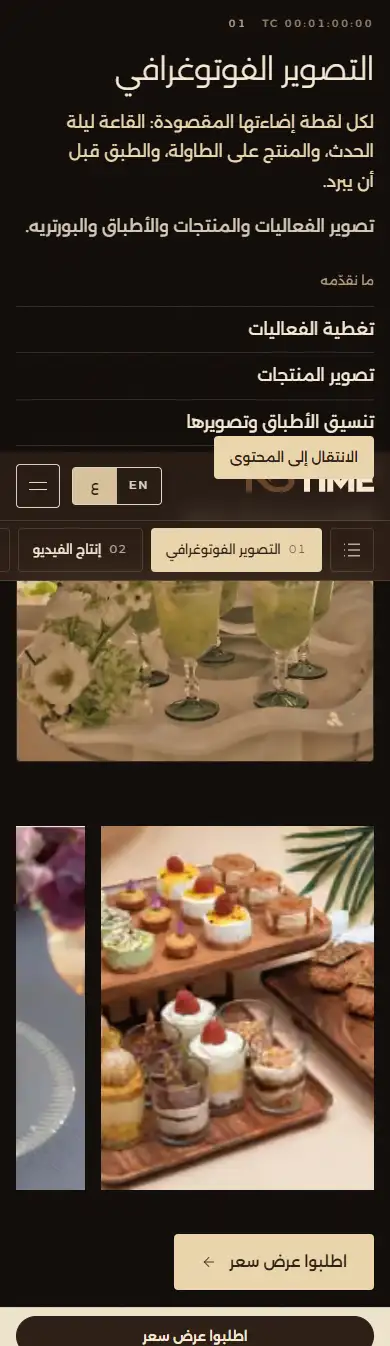 01 TC 00:01:00:00
التصوير الفوتوغرافي
لكل لقطة إضاءتها المقصودة: القاعة ليلة
الحدث، والمنتج على الطاولة، والطبق قبل
أن يبرد.
تصوير الفعاليات والمنتجات والأطباق والبورتريه.
ما نقدّمه
تغطية الفعاليات
تصوير المنتجات
تنسيق الأطباق وتصويرها
الانتقال إلى المحتوى
TIME
EN ع
01 التصوير الفوتوغرافي
02 إنتاج الفيديو
اطلبوا عرض سعر ←
اطلبوا عرض سعر